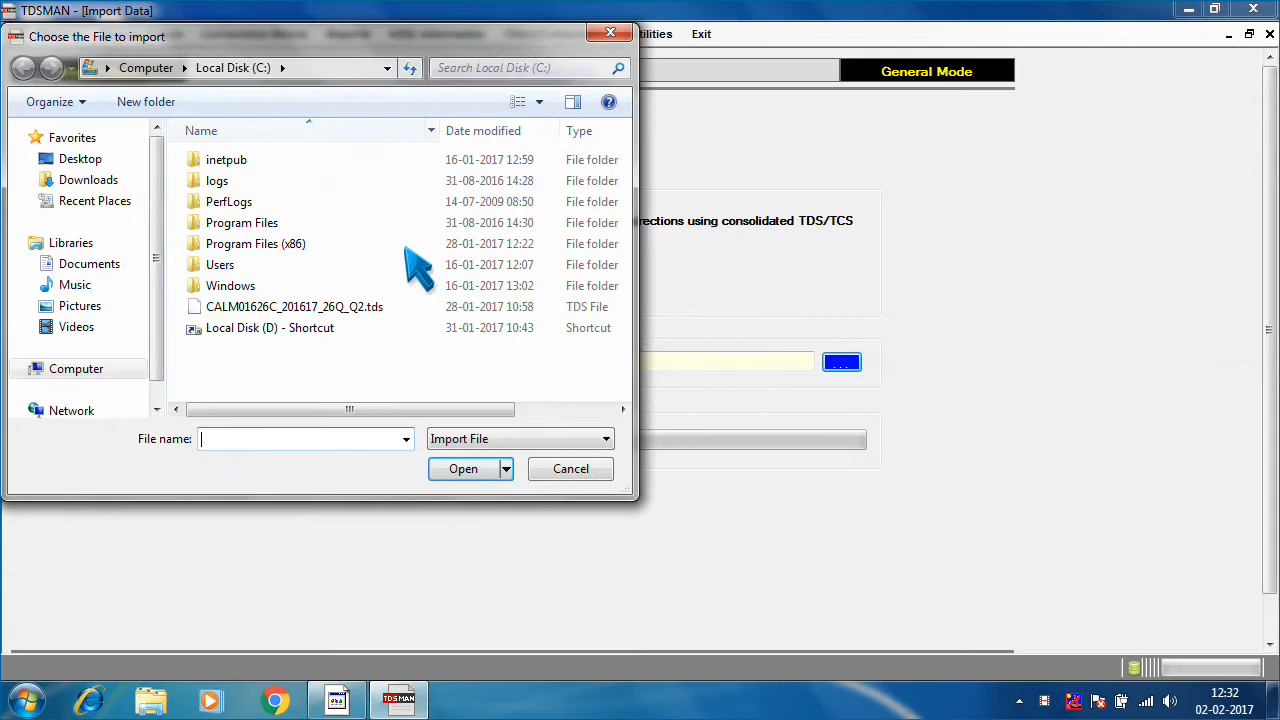 TDSMAN - [Import Data]
Choose the File to import
tilities Exit
Computer Local Disk (C:)
Search Local Disk (C:)
General Mode
Organize New folder
Name Date modified Type
Favorites
Desktop
Downloads
Recent Places
Libraries
Documents
Music
Pictures
Videos
Computer
Network
inetpub 16-01-2017 12:59 File folder
logs 31-08-2016 14:28 File folder
PerfLogs 14-07-2009 08:50 File folder
Program Files 31-08-2016 14:30 File folder
Program Files (x86) 28-01-2017 12:22 File folder
Users 16-01-2017 12:07 File folder
Windows 16-01-2017 13:02 File folder
CALM01626C_201617_26Q_Q2.tds 28-01-2017 10:58 TDS File
Local Disk (D) - Shortcut 31-01-2017 10:43 Shortcut
rections using consolidated TDS/TCS
...
File name: Import File
Open Cancel
TDSMAN
12:32
02-02-2017